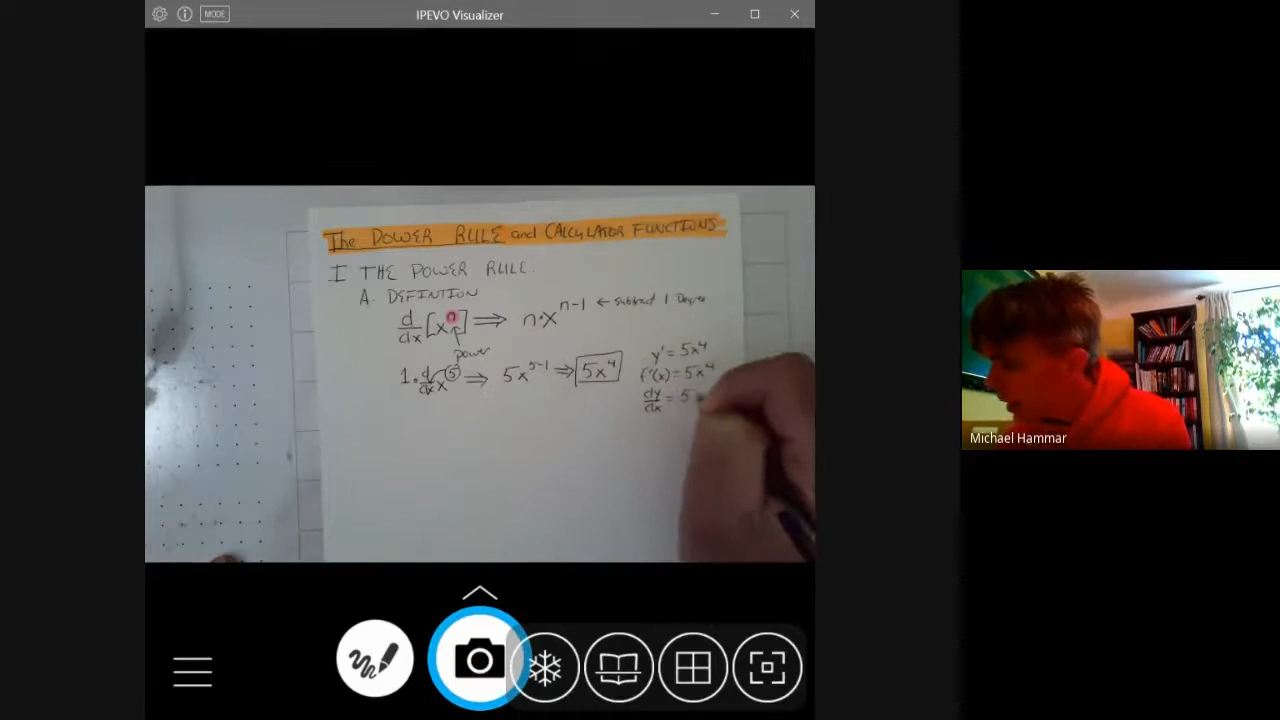 IPEVO Visualizer
MODE
The POWER RULE and CALCULATOR FUNCTIONS
I THE POWER RULE.
A. DEFINTION
d/dx [x^n] ⇒ n·x^(n-1) ← subtract 1 Degree
power
1. d/dx x^5 ⇒ 5x^(5-1) ⇒ 5x^4
y' = 5x^4
f'(x) = 5x^4
dy/dx = 5
Michael Hammar